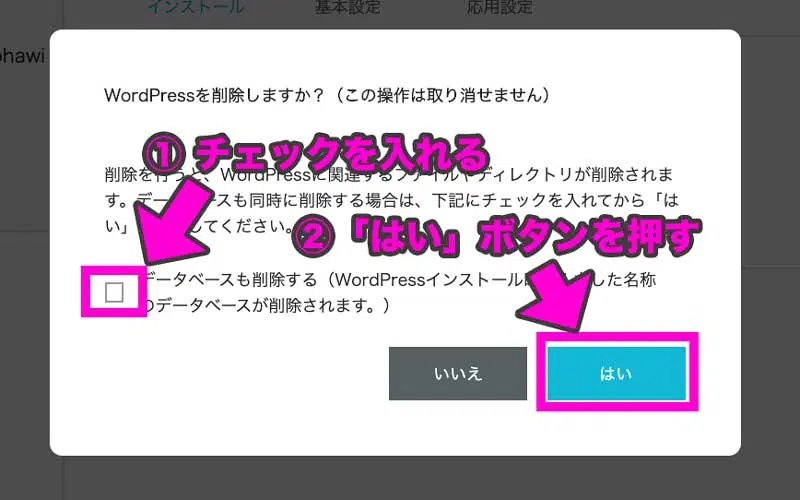 インストール 基本設定 応用設定
ohawi
WordPressを削除しますか？（この操作は取り消せません）
① チェックを入れる
削除を行うと、WordPressに関連するファイルやディレクトリが削除されま
す。デー ベースも同時に削除する場合は、下記にチェックを入れてから「は
い」 してください。
②「はい」ボタンを押す
データベースも削除する（WordPressインストール した名称
のデータベースが削除されます。）
いいえ はい